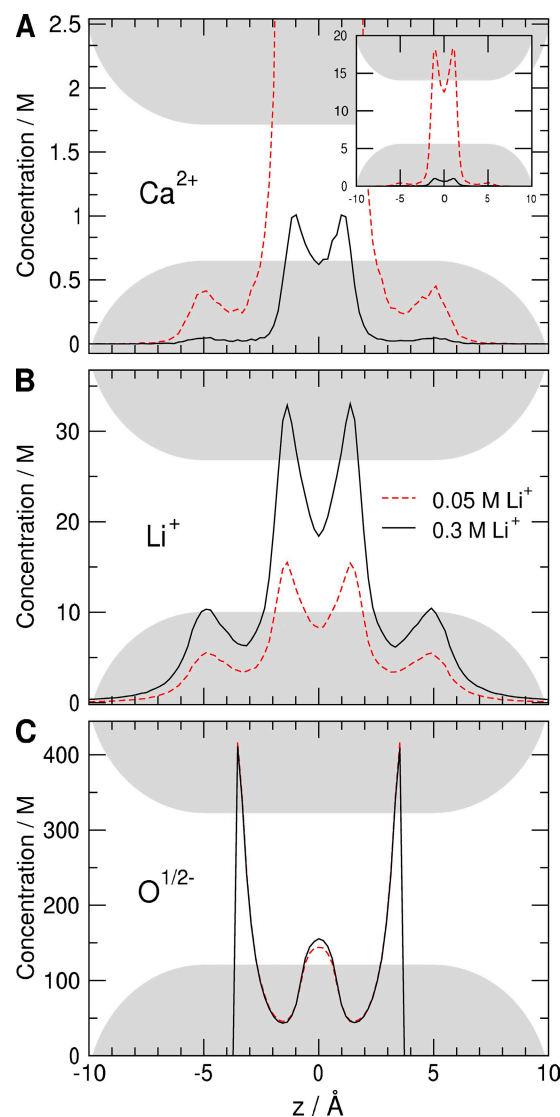 A
Concentration / M
2.5
2
1.5
1
0.5
0
Ca2+
20
15
10
5
0
-10 -5 0 5 10
B
Concentration / M
30
20
10
0
Li+
0.05 M Li+
0.3 M Li+
C
Concentration / M
400
300
200
100
0
O1/2-
-10 -5 0 5 10
z / Å